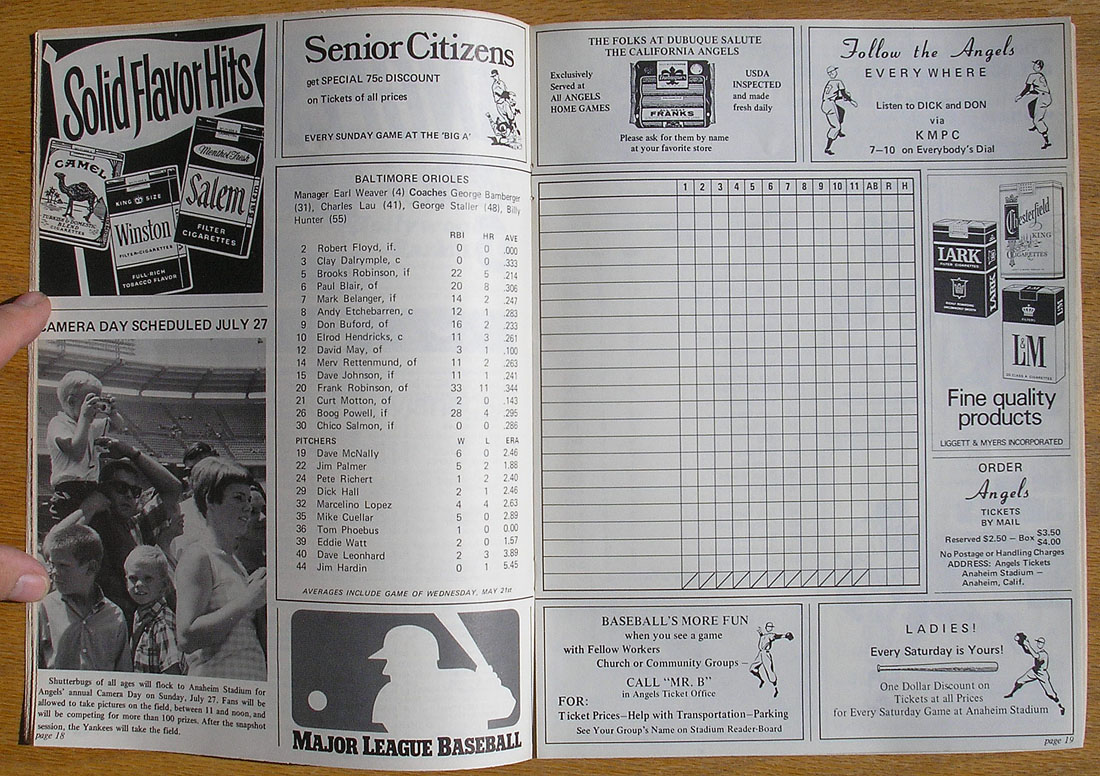 Solid Flavor Hits
CAMEL
TURKISH & DOMESTIC
BLEND
CIGARETTES
KING SIZE
Winston
FILTER-CIGARETTES
FULL-RICH
TOBACCO FLAVOR
Menthol Fresh
Salem
FILTER
CIGARETTES
CAMERA DAY SCHEDULED JULY 27
Shutterbugs of all ages will flock to Anaheim Stadium for
Angels' annual Camera Day on Sunday, July 27. Fans will be
allowed to take pictures on the field, between 11 and noon, and
will be competing for more than 100 prizes. After the snapshot
session, the Yankees will take the field.
page 18
Senior Citizens
get SPECIAL 75c DISCOUNT
on Tickets of all prices
EVERY SUNDAY GAME AT THE 'BIG A'
BALTIMORE ORIOLES
Manager Earl Weaver (4) Coaches George Bamberger
(31), Charles Lau (41), George Staller (48), Billy
Hunter (55)
RBI HR AVE
2 Robert Floyd, if. 0 0 .000
3 Clay Dalrymple, c 0 0 .333
5 Brooks Robinson, if 22 5 .214
6 Paul Blair, of 20 8 .306
7 Mark Belanger, if 14 2 .247
8 Andy Etchebarren, c 12 1 .283
9 Don Buford, of 16 2 .233
10 Elrod Hendricks, c 11 3 .261
12 David May, of 3 1 .100
14 Merv Rettenmund, of 11 2 .263
15 Dave Johnson, if 11 1 .241
20 Frank Robinson, of 33 11 .344
21 Curt Motton, of 2 0 .143
26 Boog Powell, if 28 4 .295
30 Chico Salmon, if 0 0 .286
PITCHERS W L ERA
19 Dave McNally 6 0 2.46
22 Jim Palmer 5 2 1.88
24 Pete Richert 1 2 2.40
29 Dick Hall 2 1 2.46
32 Marcelino Lopez 4 4 2.63
35 Mike Cuellar 5 0 2.89
36 Tom Phoebus 1 0 0.00
39 Eddie Watt 2 0 1.57
40 Dave Leonhard 2 3 3.89
44 Jim Hardin 0 1 5.45
AVERAGES INCLUDE GAME OF WEDNESDAY, MAY 21st
MAJOR LEAGUE BASEBALL
THE FOLKS AT DUBUQUE SALUTE
THE CALIFORNIA ANGELS
Exclusively
Served at
All ANGELS
HOME GAMES
FRANKS
USDA
INSPECTED
and made
fresh daily
Please ask for them by name
at your favorite store
Follow the Angels
EVERYWHERE
Listen to DICK and DON
via
KMPC
7-10 on Everybody's Dial
1 2 3 4 5 6 7 8 9 10 11 AB R H
Chesterfield
KING
CIGARETTES
LARK
FILTER CIGARETTES
LARK
L&M
FILTERS
LM
Fine quality
products
LIGGETT & MYERS INCORPORATED
ORDER
Angels
TICKETS
BY MAIL
Reserved $2.50 – Box $3.50
$4.00
No Postage or Handling Charges
ADDRESS: Angels Tickets
Anaheim Stadium –
Anaheim, Calif.
BASEBALL'S MORE FUN
when you see a game
with Fellow Workers
Church or Community Groups –
CALL "MR. B"
in Angels Ticket Office
FOR:
Ticket Prices–Help with Transportation–Parking
See Your Group's Name on Stadium Reader-Board
LADIES!
Every Saturday is Yours!
One Dollar Discount on
Tickets at all Prices
for Every Saturday Game at Anaheim Stadium
page 19